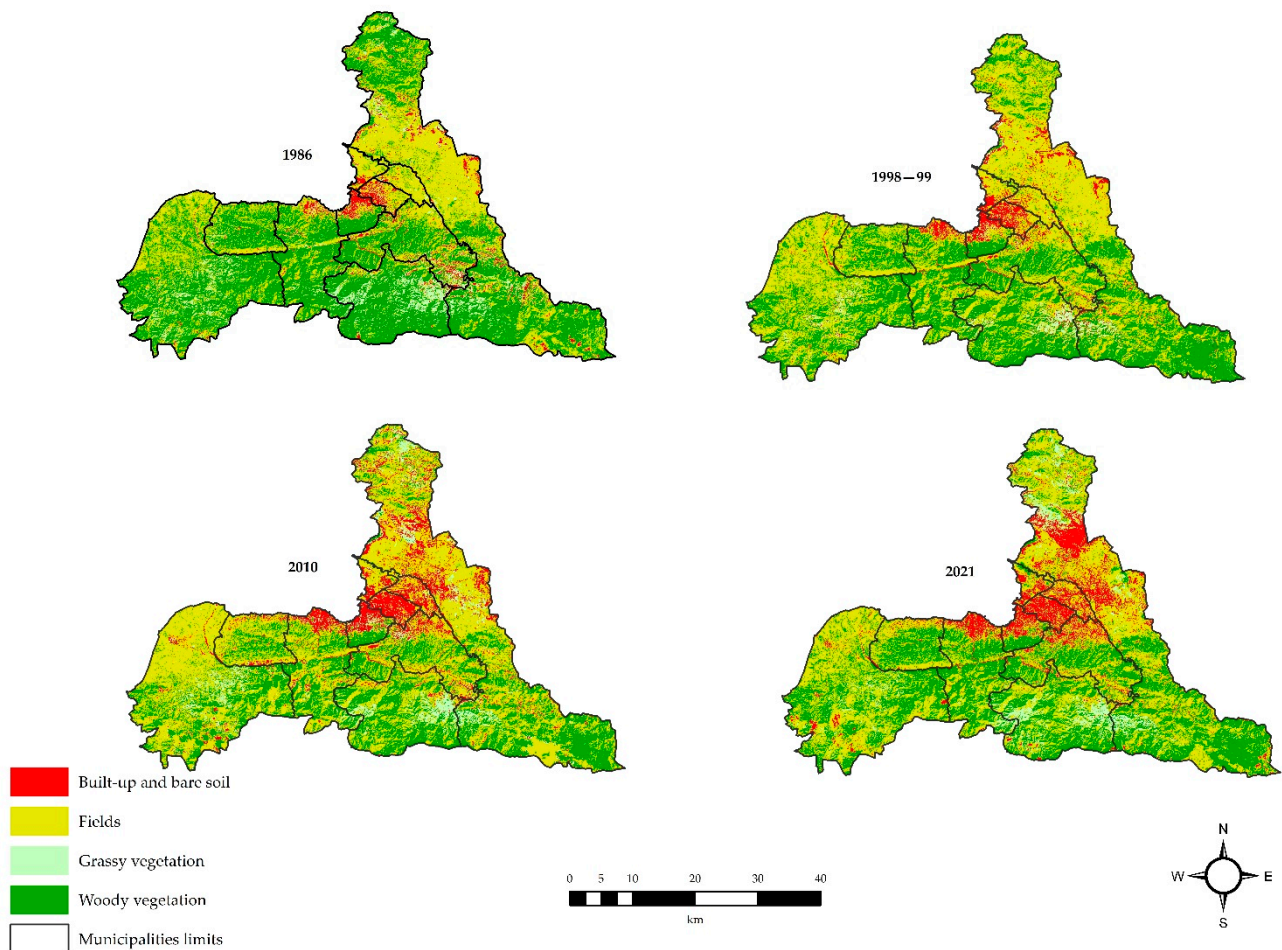 1986
1998—99
2010
2021
Built-up and bare soil
Fields
Grassy vegetation
Woody vegetation
Municipalities limits
0 5 10 20 30 40
km
N
W E
S